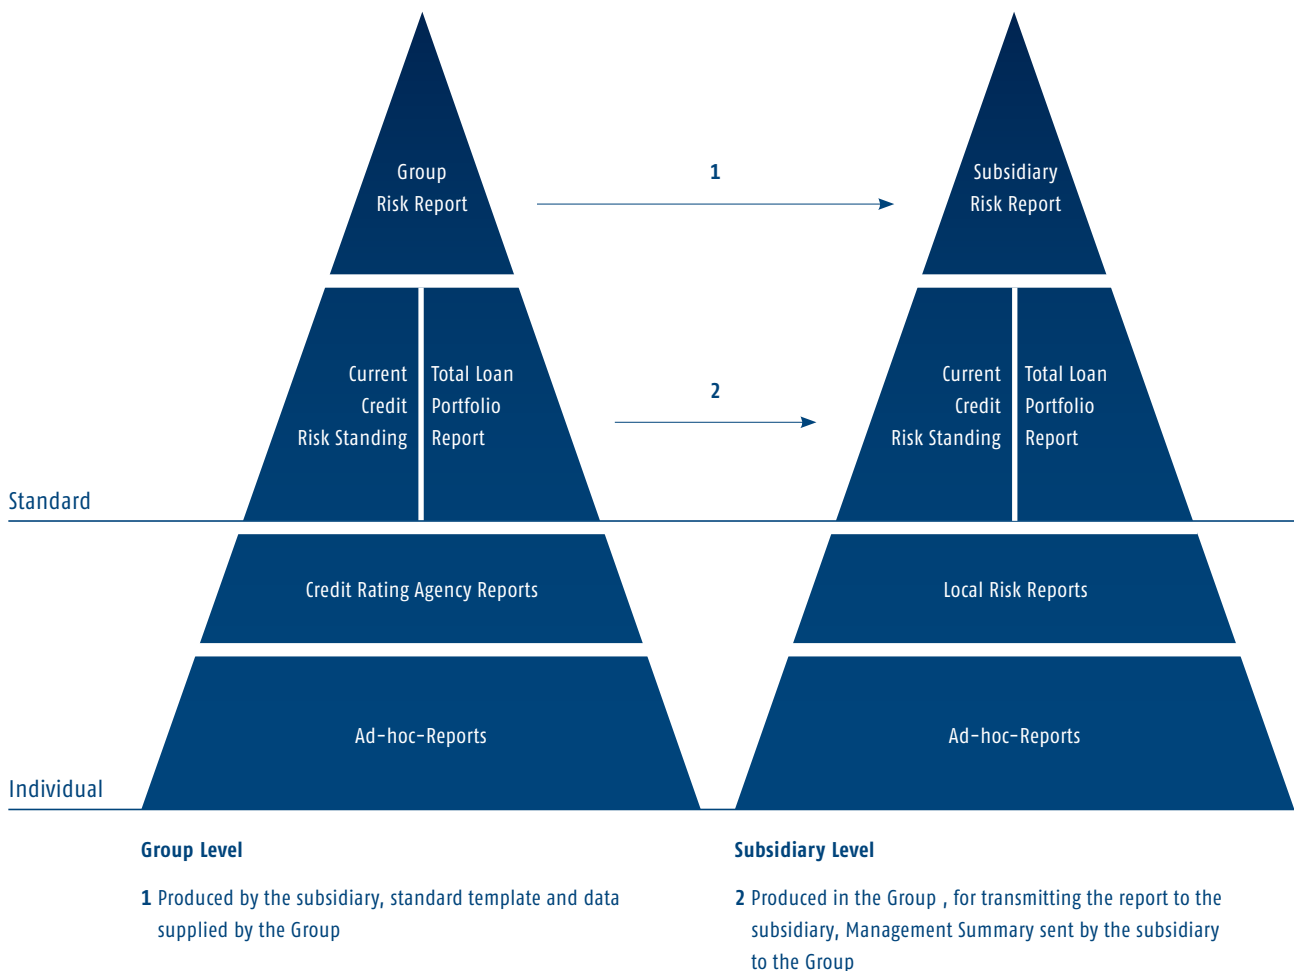 Group
Risk Report
1
Subsidiary
Risk Report
Current
Credit
Risk Standing
Total Loan
Portfolio
Report
2
Current
Credit
Risk Standing
Total Loan
Portfolio
Report
Standard
Credit Rating Agency Reports
Local Risk Reports
Ad-hoc-Reports
Ad-hoc-Reports
Individual
Group Level
1 Produced by the subsidiary, standard template and data
supplied by the Group
Subsidiary Level
2 Produced in the Group , for transmitting the report to the
subsidiary, Management Summary sent by the subsidiary
to the Group